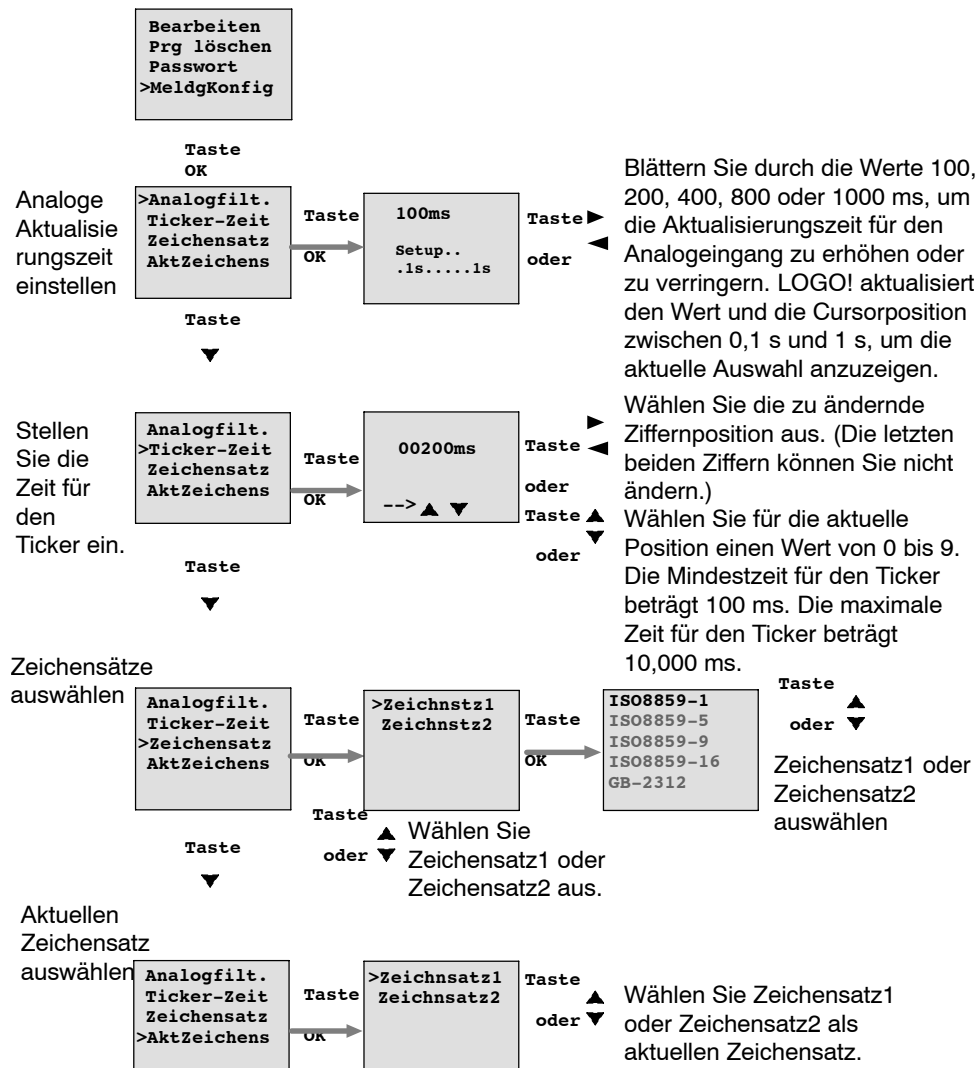 Bearbeiten
Prg löschen
Passwort
>MeldgKonfig
Taste
OK
Analoge
Aktualisie
rungszeit
einstellen
>Analogfilt.
Ticker-Zeit
Zeichensatz
AktZeichens
Taste
OK
100ms
Setup..
.1s.....1s
Taste
oder
Blättern Sie durch die Werte 100,
200, 400, 800 oder 1000 ms, um
die Aktualisierungszeit für den
Analogeingang zu erhöhen oder
zu verringern. LOGO! aktualisiert
den Wert und die Cursorposition
zwischen 0,1 s und 1 s, um die
aktuelle Auswahl anzuzeigen.
Taste
Stellen
Sie die
Zeit für
den
Ticker ein.
Analogfilt.
>Ticker-Zeit
Zeichensatz
AktZeichens
Taste
OK
00200ms
-->
Taste
oder
Taste
oder
Wählen Sie die zu ändernde
Ziffernposition aus. (Die letzten
beiden Ziffern können Sie nicht
ändern.)
Wählen Sie für die aktuelle
Position einen Wert von 0 bis 9.
Die Mindestzeit für den Ticker
beträgt 100 ms. Die maximale
Zeit für den Ticker beträgt
10,000 ms.
Taste
Zeichensätze
auswählen
Analogfilt.
Ticker-Zeit
>Zeichensatz
AktZeichens
Taste
OK
>Zeichnstz1
Zeichnstz2
Taste
OK
ISO8859-1
ISO8859-5
ISO8859-9
ISO8859-16
GB-2312
Taste
oder
Zeichensatz1 oder
Zeichensatz2
auswählen
Taste
oder
Wählen Sie
Zeichensatz1 oder
Zeichensatz2 aus.
Taste
Aktuellen
Zeichensatz
auswählen
Analogfilt.
Ticker-Zeit
Zeichensatz
>AktZeichens
Taste
OK
>Zeichnsatz1
Zeichnsatz2
Taste
oder
Wählen Sie Zeichensatz1
oder Zeichensatz2 als
aktuellen Zeichensatz.